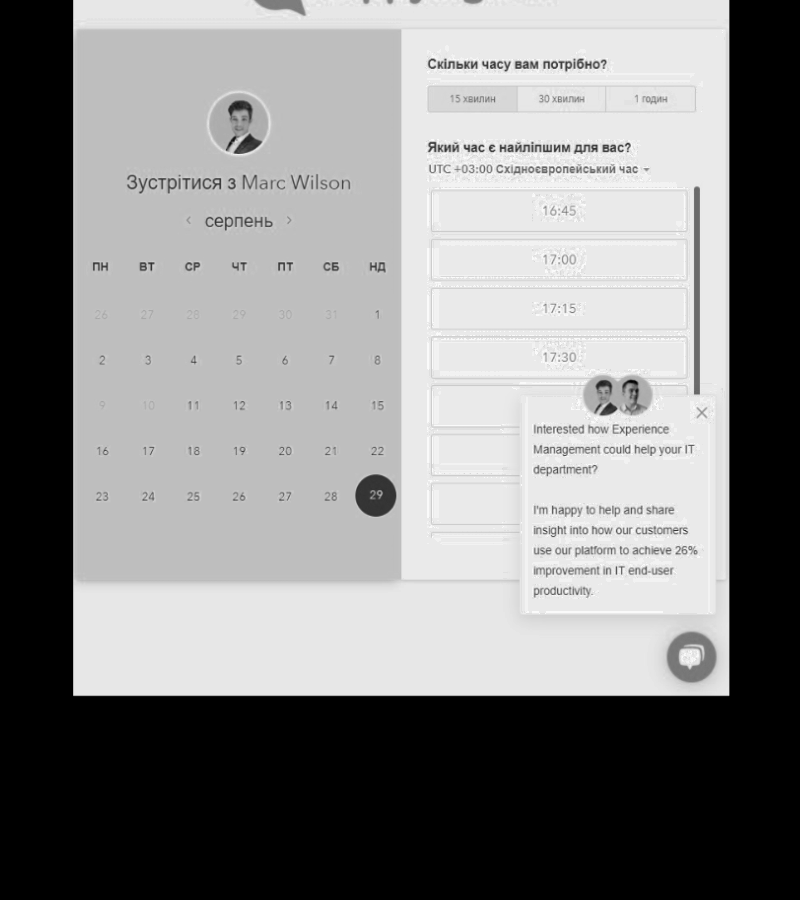 Зустрітися з Marc Wilson
‹ серпень ›
ПН ВТ СР ЧТ ПТ СБ НД
26 27 28 29 30 31 1
2 3 4 5 6 7 8
9 10 11 12 13 14 15
16 17 18 19 20 21 22
23 24 25 26 27 28 29
Скільки часу вам потрібно?
15 хвилин 30 хвилин 1 годин
Який час є найліпшим для вас?
UTC +03:00 Східноєвропейський час
16:45
17:00
17:15
17:30
Interested how Experience
Management could help your IT
department?
I'm happy to help and share
insight into how our customers
use our platform to achieve 26%
improvement in IT end-user
productivity.